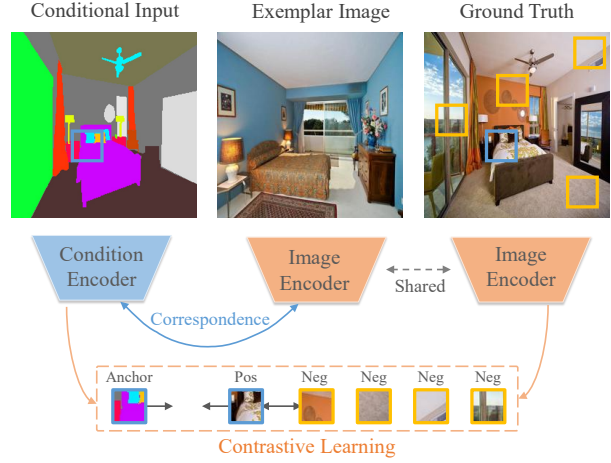 Conditional Input
Exemplar Image
Ground Truth
Condition
Encoder
Image
Encoder
Shared
Image
Encoder
Correspondence
Anchor
Pos
Neg
Neg
Neg
Neg
Contrastive Learning